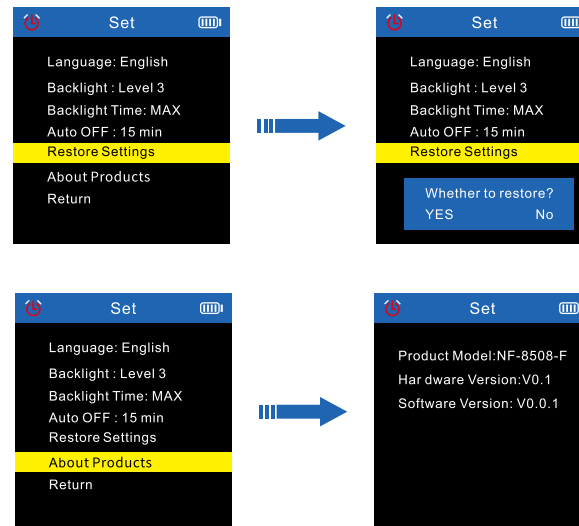 Set
Language: English
Backlight : Level 3
Backlight Time: MAX
Auto OFF : 15 min
Restore Settings
About Products
Return
Set
Language: English
Backlight : Level 3
Backlight Time: MAX
Auto OFF : 15 min
Restore Settings
Whether to restore?
YES No
Set
Language: English
Backlight : Level 3
Backlight Time: MAX
Auto OFF : 15 min
Restore Settings
About Products
Return
Set
Product Model:NF-8508-F
Har dware Version:V0.1
Software Version: V0.0.1